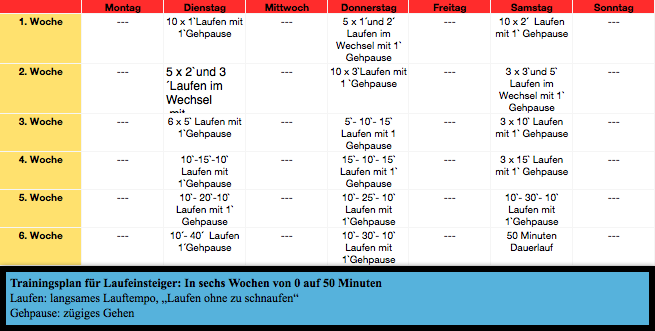 Montag Dienstag Mittwoch Donnerstag Freitag Samstag Sonntag
1. Woche --- 10 x 1`Laufen mit 1`Gehpause --- 5 x 1´und 2´ Laufen im Wechsel mit 1` Gehpause --- 10 x 2´ Laufen mit 1` Gehpause ---
2. Woche --- 5 x 2`und 3 ´Laufen im Wechsel --- 10 x 3`Laufen mit 1 `Gehpause --- 3 x 3`und 5` Laufen im Wechsel mit 1` Gehpause ---
3. Woche --- 6 x 5` Laufen mit 1`Gehpause --- 5`- 10`- 15` Laufen mit 1 Gehpause --- 3 x 10` Laufen mit 1` Gehpause ---
4. Woche --- 10`-15`-10` Laufen mit 1`Gehpause --- 15`- 10`- 15` Laufen mit 1` Gehpause --- 3 x 15` Laufen mit 1` Gehpause ---
5. Woche --- 10`- 20`-10` Laufen mit 1` Gehpause --- 10`- 25`- 10` Laufen mit 1`Gehpause --- 10`- 30`- 10` Laufen mit 1`Gehpause ---
6. Woche --- 10´- 40´ Laufen 1´Gehpause --- 10`- 30`- 10` Laufen mit 1`Gehpause --- 50 Minuten Dauerlauf ---
Trainingsplan für Laufeinsteiger: In sechs Wochen von 0 auf 50 Minuten
Laufen: langsames Lauftempo, „Laufen ohne zu schnaufen“
Gehpause: zügiges Gehen